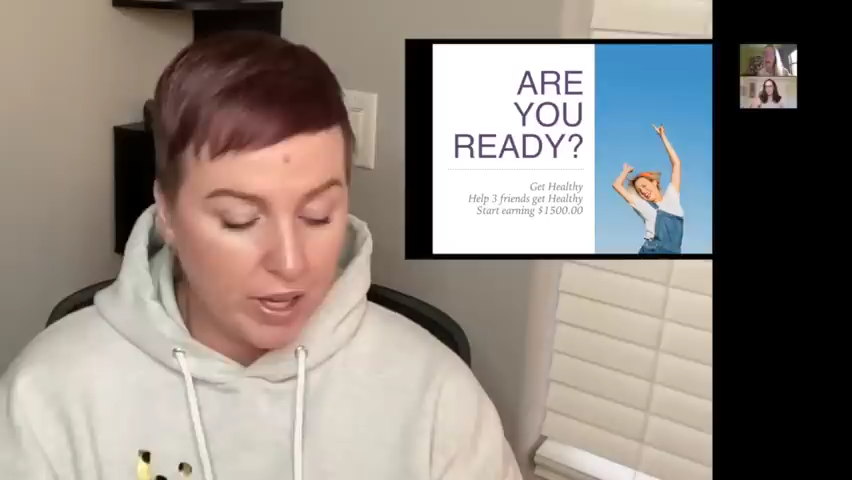 ARE
YOU
READY?
Get Healthy
Help 3 friends get Healthy
Start earning $1500.00